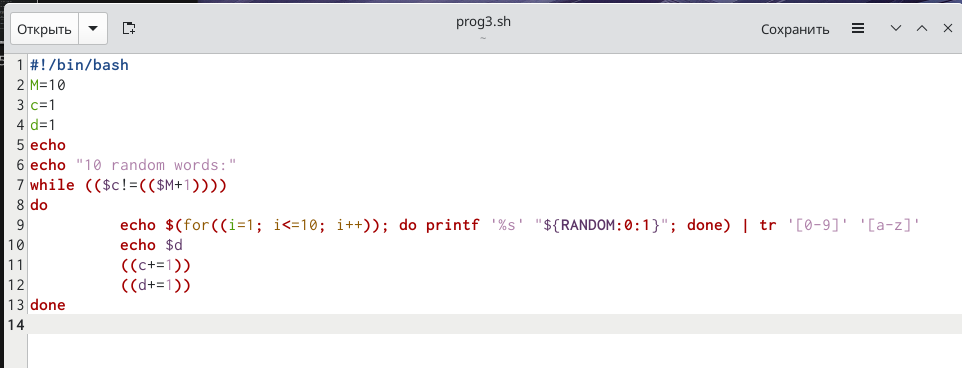 Открыть
prog3.sh
~
Сохранить
1 #!/bin/bash
2 M=10
3 c=1
4 d=1
5 echo
6 echo "10 random words:"
7 while (($c!=(($M+1))))
8 do
9 echo $(for((i=1; i<=10; i++)); do printf '%s' "${RANDOM:0:1}"; done) | tr '[0-9]' '[a-z]'
10 echo $d
11 ((c+=1))
12 ((d+=1))
13 done
14